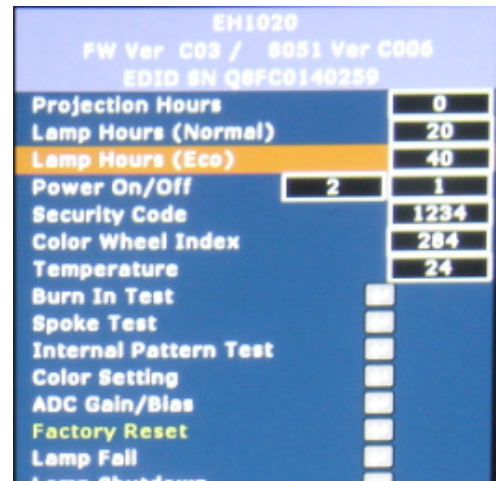 EH1020
FW Ver C03 / 8051 Ver C006
EDID SN Q8FC0140259
Projection Hours 0
Lamp Hours (Normal) 20
Lamp Hours (Eco) 40
Power On/Off 2 1
Security Code 1234
Color Wheel Index 284
Temperature 24
Burn In Test
Spoke Test
Internal Pattern Test
Color Setting
ADC Gain/Bias
Factory Reset
Lamp Fail
Lamp Shutdown